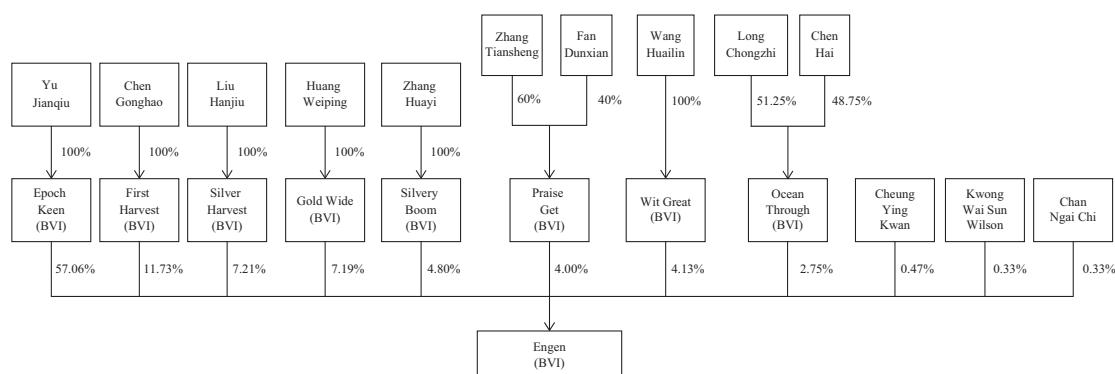 Zhang
Tiansheng
Fan
Dunxian
Wang
Huailin
Long
Chongzhi
Chen
Hai
Yu
Jianqiu
Chen
Gonghao
Liu
Hanjiu
Huang
Weiping
Zhang
Huayi
60%
40%
100%
51.25%
48.75%
100%
100%
100%
100%
100%
Epoch
Keen
(BVI)
First
Harvest
(BVI)
Silver
Harvest
(BVI)
Gold Wide
(BVI)
Silvery
Boom
(BVI)
Praise
Get
(BVI)
Wit Great
(BVI)
Ocean
Through
(BVI)
Cheung
Ying
Kwan
Kwong
Wai Sun
Wilson
Chan
Ngai Chi
57.06%
11.73%
7.21%
7.19%
4.80%
4.00%
4.13%
2.75%
0.47%
0.33%
0.33%
Engen
(BVI)